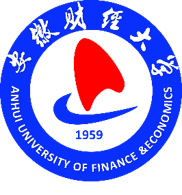 安徽财经大学
1959
ANHUI UNIVERSITY OF FINANCE &ECONOMICS